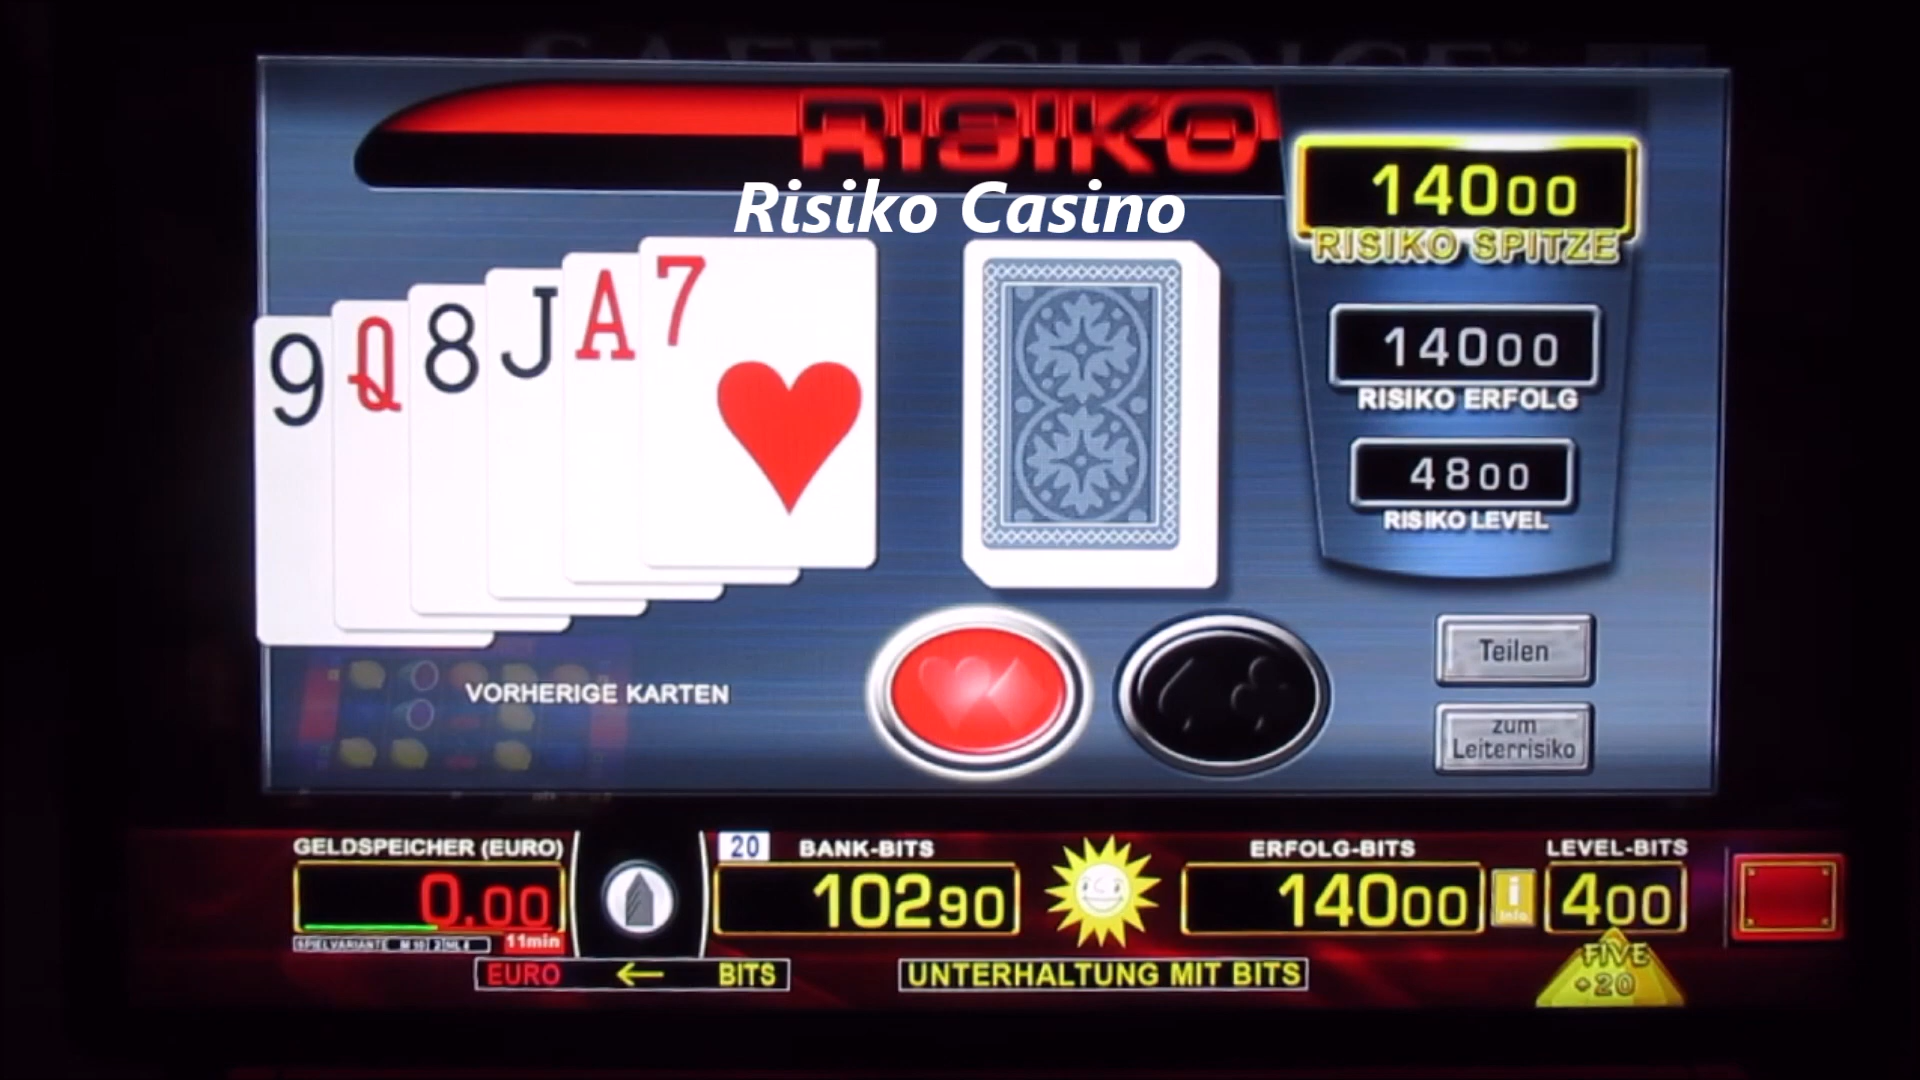 RISIKO
Risiko Casino
14000
RISIKO SPITZE
14000
RISIKO ERFOLG
4800
RISIKO LEVEL
9
Q
8
J
A
7
VORHERIGE KARTEN
Teilen
zum
Leiterrisiko
GELDSPEICHER (EURO)
0.00
11min
EURO ← BITS
20
BANK-BITS
10290
UNTERHALTUNG MIT BITS
ERFOLG-BITS
14000
i
Info
LEVEL-BITS
400
FIVE
+20